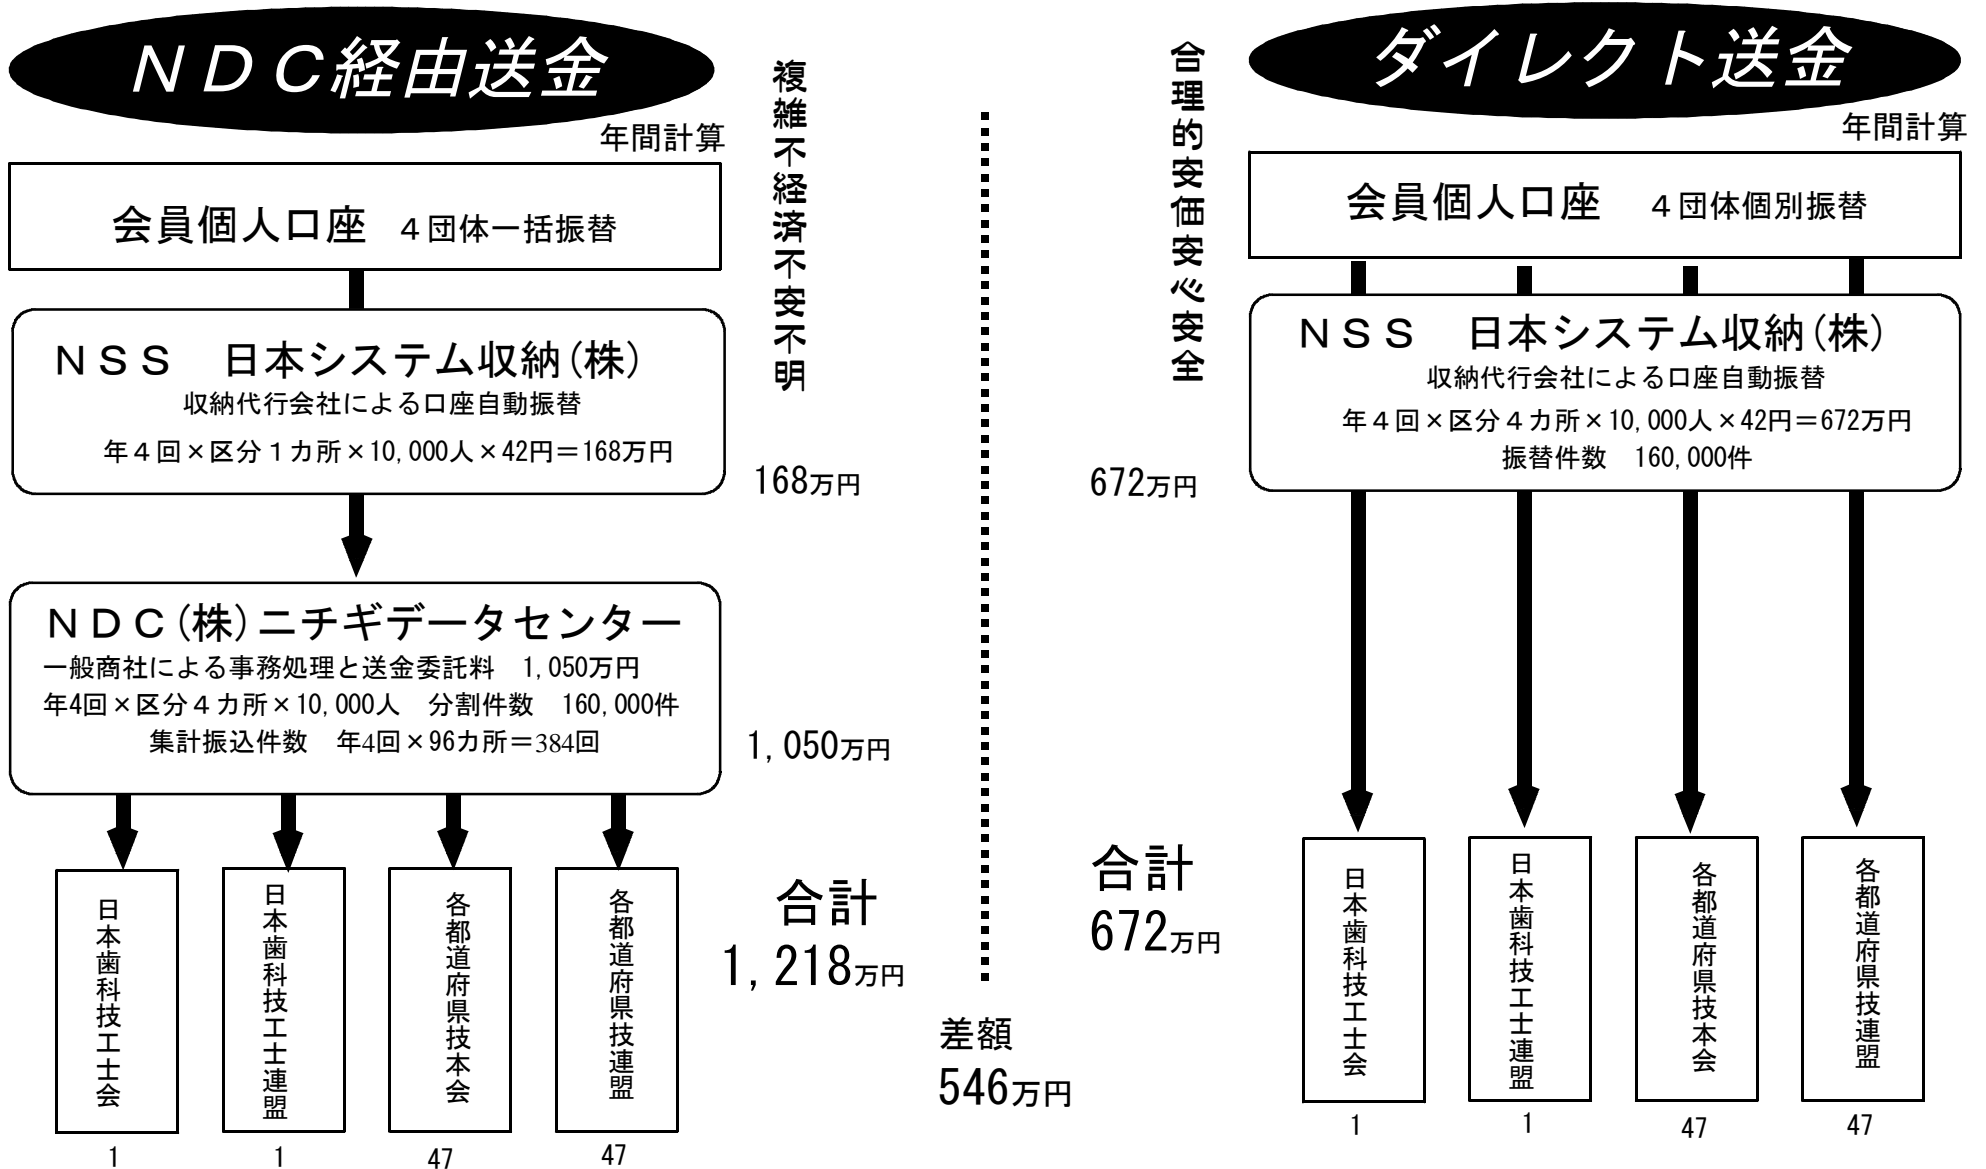 ＮＤＣ経由送金
年間計算
会員個人口座　４団体一括振替
ＮＳＳ　日本システム収納(株)
収納代行会社による口座自動振替
年４回×区分１カ所×10,000人×42円＝168万円
168万円
ＮＤＣ(株)ニチギデータセンター
一般商社による事務処理と送金委託料　1,050万円
年4回×区分４カ所×10,000人　分割件数　160,000件
集計振込件数　年4回×96カ所＝384回
1,050万円
日本歯科技工士会
日本歯科技工士連盟
各都道府県技本会
各都道府県技連盟
1
1
47
47
合計
1,218万円
複雑不経済不安不明
差額
546万円
合理的安価安心安全
ダイレクト送金
年間計算
会員個人口座　４団体個別振替
ＮＳＳ　日本システム収納(株)
収納代行会社による口座自動振替
年４回×区分４カ所×10,000人×42円＝672万円
振替件数　160,000件
672万円
合計
672万円
日本歯科技工士会
日本歯科技工士連盟
各都道府県技本会
各都道府県技連盟
1
1
47
47